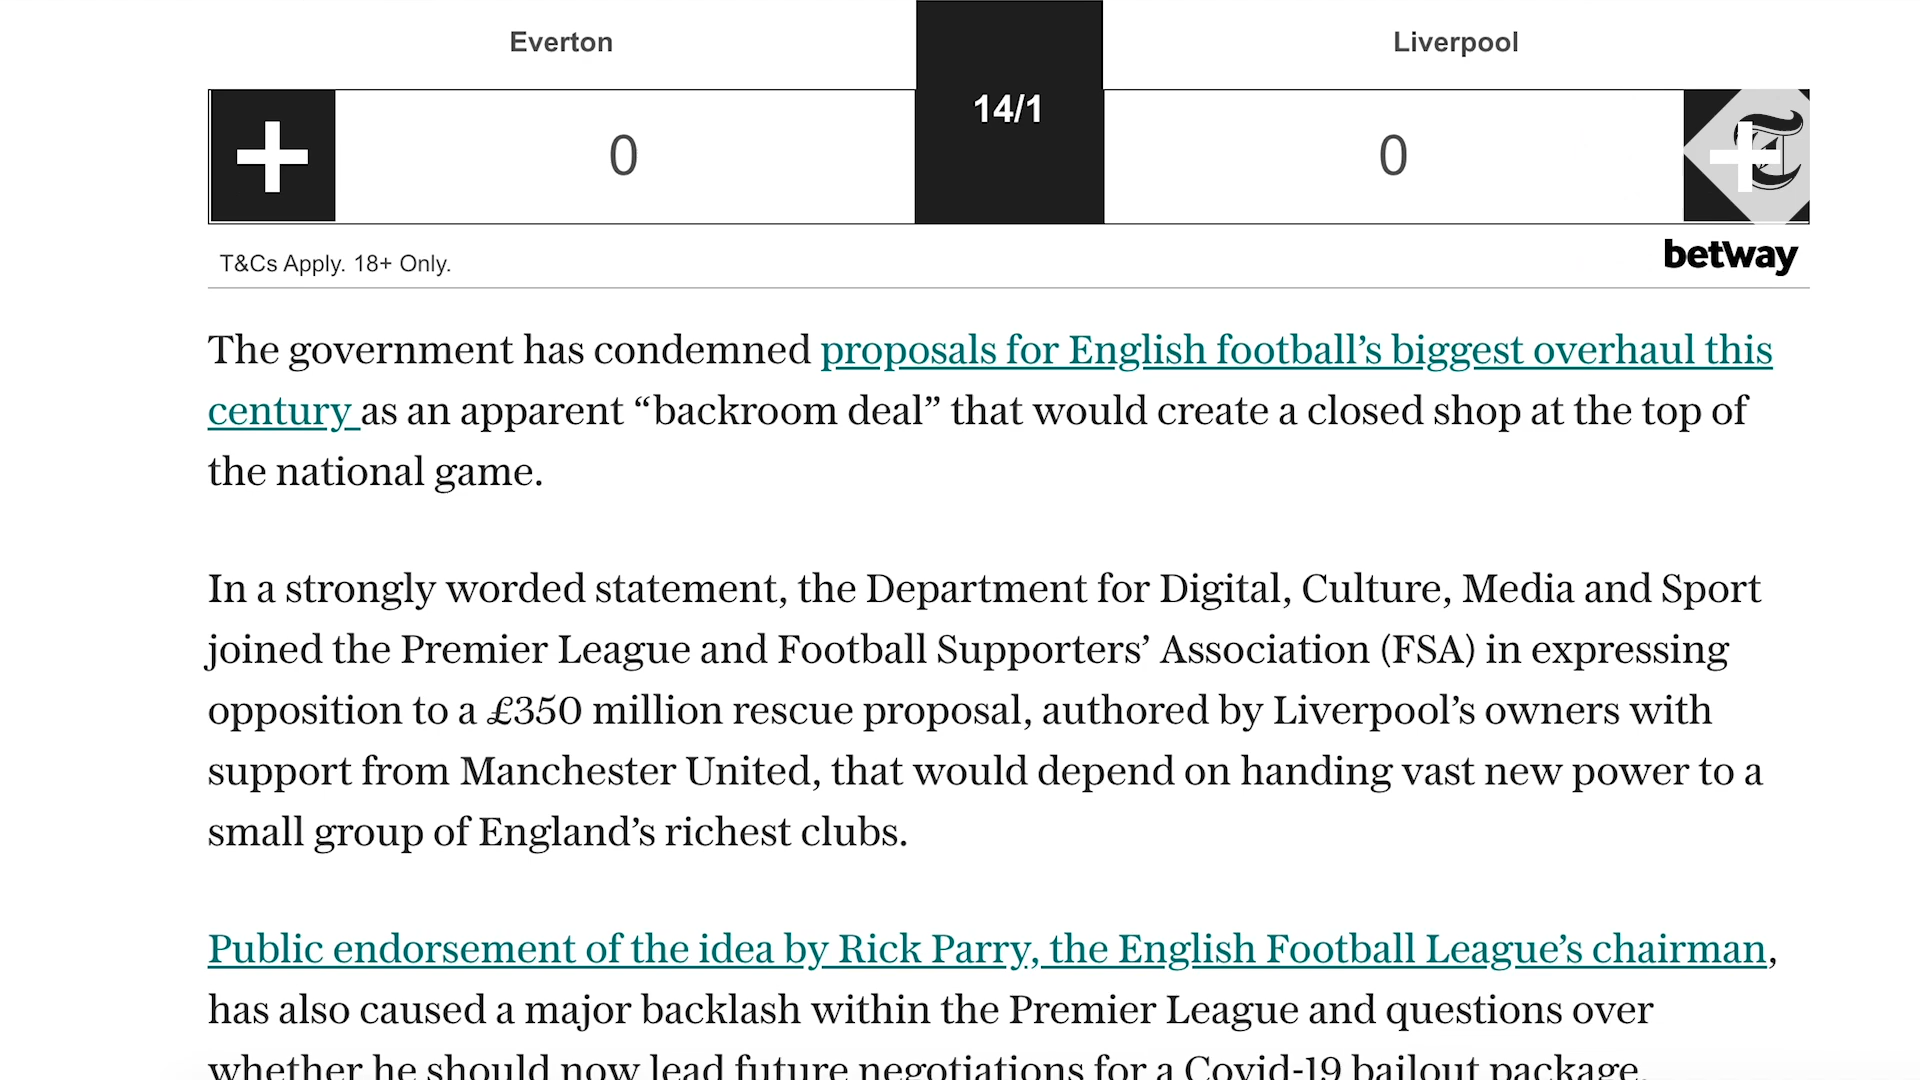 Everton
Liverpool
14/1
0
0
T
T&Cs Apply. 18+ Only.
betway
The government has condemned proposals for English football’s biggest overhaul this
century as an apparent “backroom deal” that would create a closed shop at the top of
the national game.
In a strongly worded statement, the Department for Digital, Culture, Media and Sport
joined the Premier League and Football Supporters’ Association (FSA) in expressing
opposition to a £350 million rescue proposal, authored by Liverpool’s owners with
support from Manchester United, that would depend on handing vast new power to a
small group of England’s richest clubs.
Public endorsement of the idea by Rick Parry, the English Football League’s chairman,
has also caused a major backlash within the Premier League and questions over
whether he should now lead future negotiations for a Covid-19 bailout package.